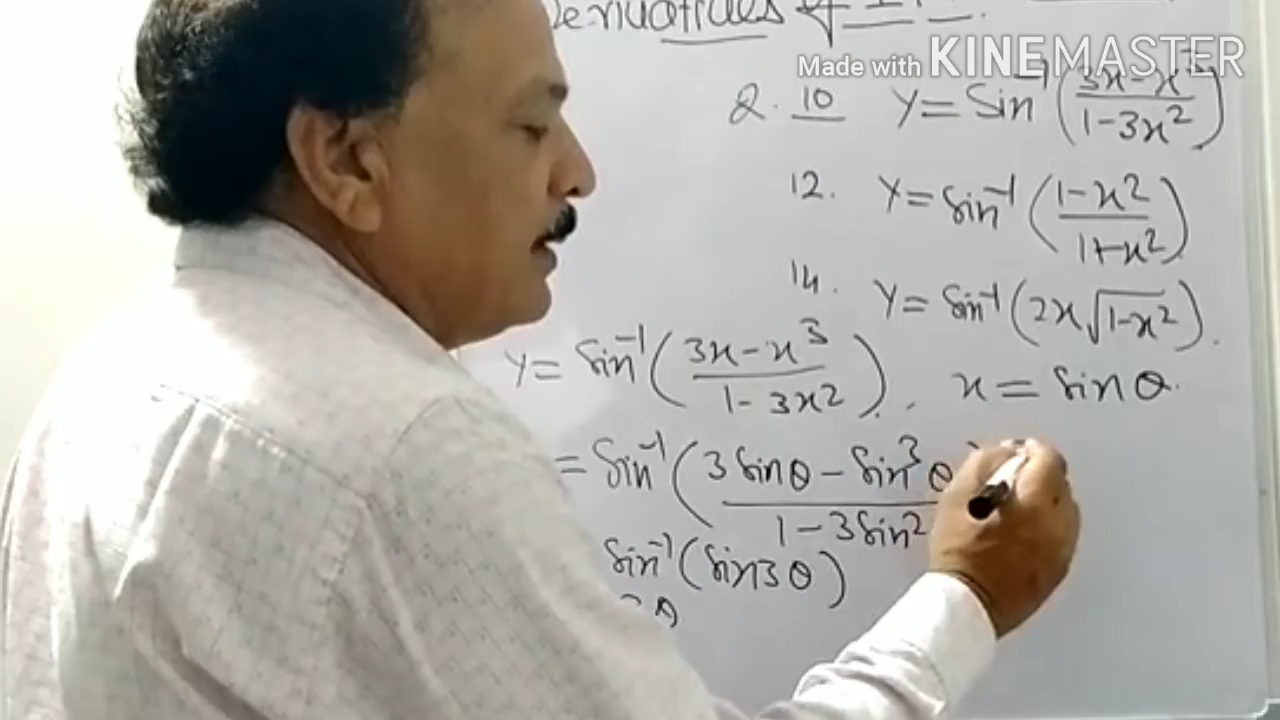 Derivatives of
Made with KINEMASTER
Q. 10 Y = Sin⁻¹ (3x-x³/1-3x²)
12. Y = Sin⁻¹ (1-x²/1+x²)
14. Y = Sin⁻¹ (2x√1-x²).
Y = Sin⁻¹ (3x-x³/1-3x²). x = Sin θ.
= Sin⁻¹ (3 Sin θ - Sin³ θ/1-3 Sin²
Sin⁻¹ (Sin 3θ)
3θ